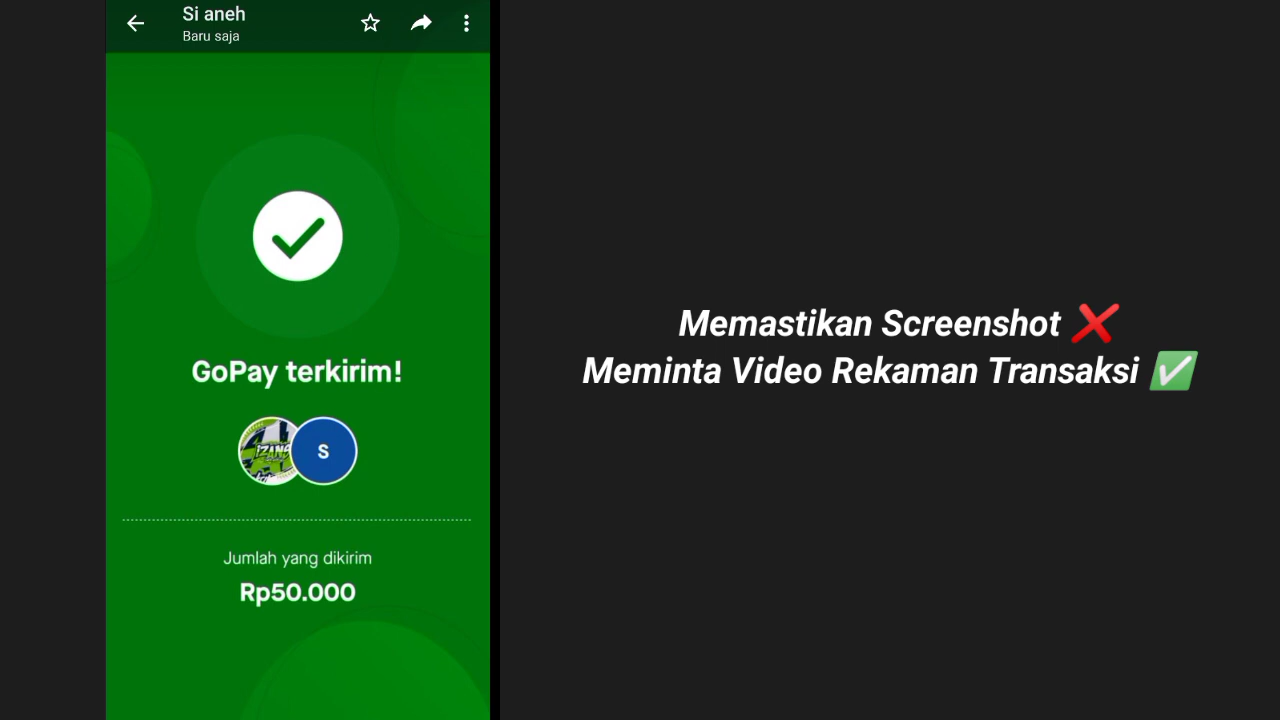 Si aneh
Baru saja
GoPay terkirim!
S
Jumlah yang dikirim
Rp50.000
Memastikan Screenshot ❌
Meminta Video Rekaman Transaksi ✅